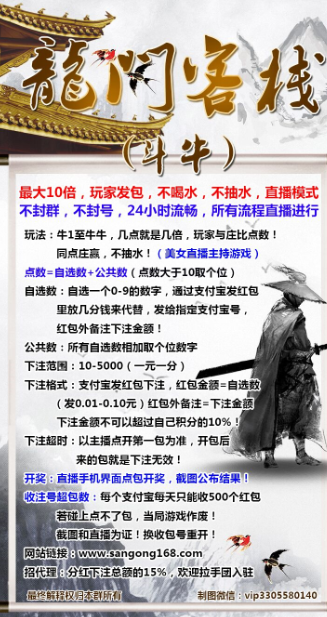 龍門客栈
(斗牛)
最大10倍，玩家发包，不喝水，不抽水，直播模式
不封群，不封号，24小时流畅，所有流程直播进行
玩法：牛1至牛牛，几点就是几倍，玩家与庄比点数！
同点庄赢，不抽水！（美女直播主持游戏）
点数=自选数+公共数（点数大于10取个位）
自选数：自选一个0-9的数字，通过支付宝发红包
里放几分钱来代替，发给指定支付宝号，
红包外备注下注金额！
公共数：所有自选数相加取个位数字
下注范围：10-5000（一元一分）
下注格式：支付宝发红包下注，红包金额=自选数
（发0.01-0.10元）红包外备注=下注金额
下注金额不可以超过自己积分的10%！
下注超时：以主播点开第一包为准，开包后
来的包就是下注无效！
开奖：直播手机界面点包开奖，截图公布结果！
收注号超包数：每个支付宝每天只能收500个红包
若碰上点不了包，当局游戏作废！
截图和直播为证！换收包号重开！
网站链接：www.sangong168.com
招代理：分红下注总额的15%，欢迎拉手团入驻
最终解释权归本群所有
制图微信：vip3305580140